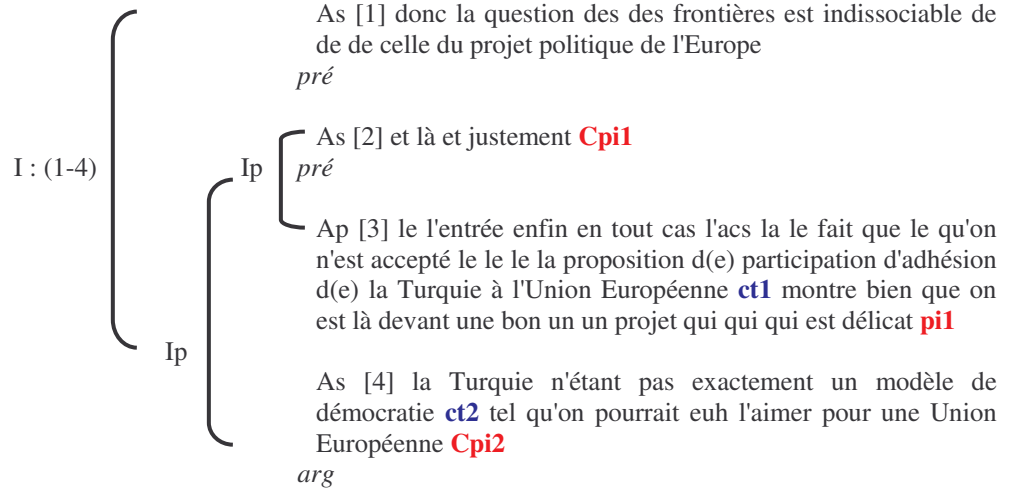 As [1] donc la question des des frontières est indissociable de
de de celle du projet politique de l'Europe
pré
As [2] et là et justement Cpi1
I : (1-4)
Ip
pré
Ap [3] le l'entrée enfin en tout cas l'acs la le fait que le qu'on
n'est accepté le le le la proposition d(e) participation d'adhésion
d(e) la Turquie à l'Union Européenne ct1 montre bien que on
est là devant une bon un un projet qui qui qui est délicat pi1
Ip
As [4] la Turquie n'étant pas exactement un modèle de
démocratie ct2 tel qu'on pourrait euh l'aimer pour une Union
Européenne Cpi2
arg